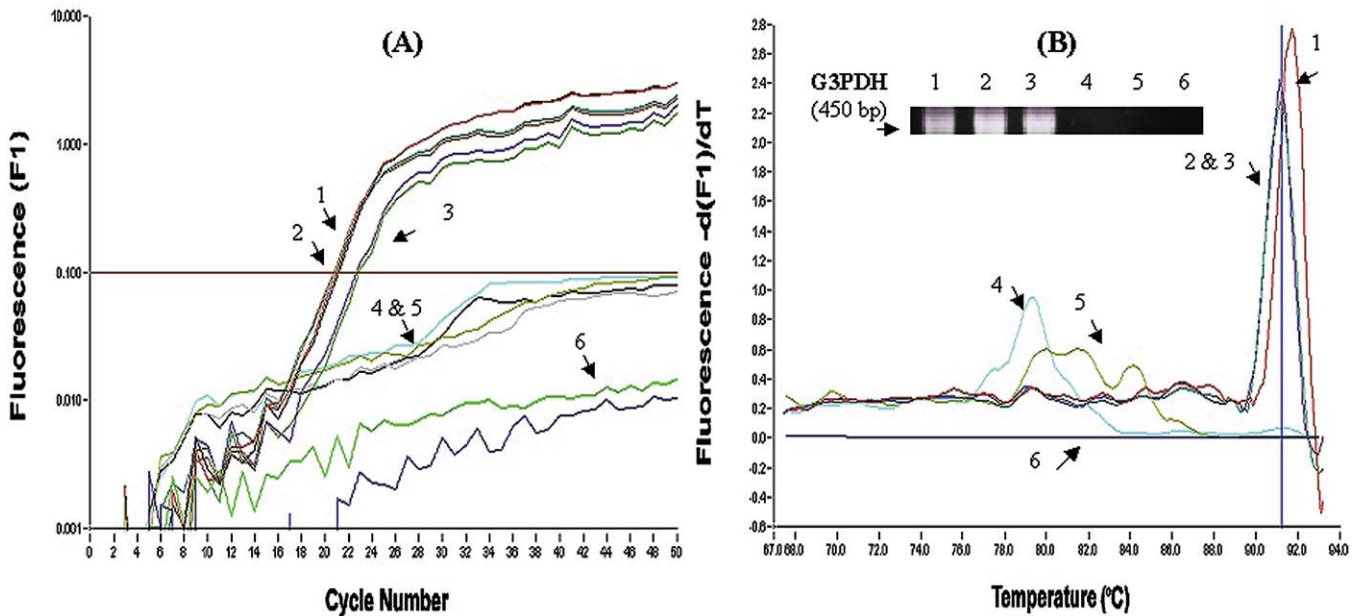 (A)
Fluorescence (F1)
10.000
1.000
0.100
0.010
0.001
1
2
3
4 & 5
6
0 2 4 6 8 10 12 14 16 18 20 22 24 26 28 30 32 34 36 38 40 42 44 46 48 50
Cycle Number
(B)
Fluorescence -d(F1)/dT
2.8
2.6
2.4
2.2
2.0
1.8
1.6
1.4
1.2
1.0
0.8
0.6
0.4
0.2
0.0
-0.2
-0.4
-0.6
G3PDH 1 2 3 4 5 6
(450 bp)
1
2 & 3
4
5
6
67.0 68.0 70.0 72.0 74.0 76.0 78.0 80.0 82.0 84.0 86.0 88.0 90.0 92.0 94.0
Temperature (ºC)